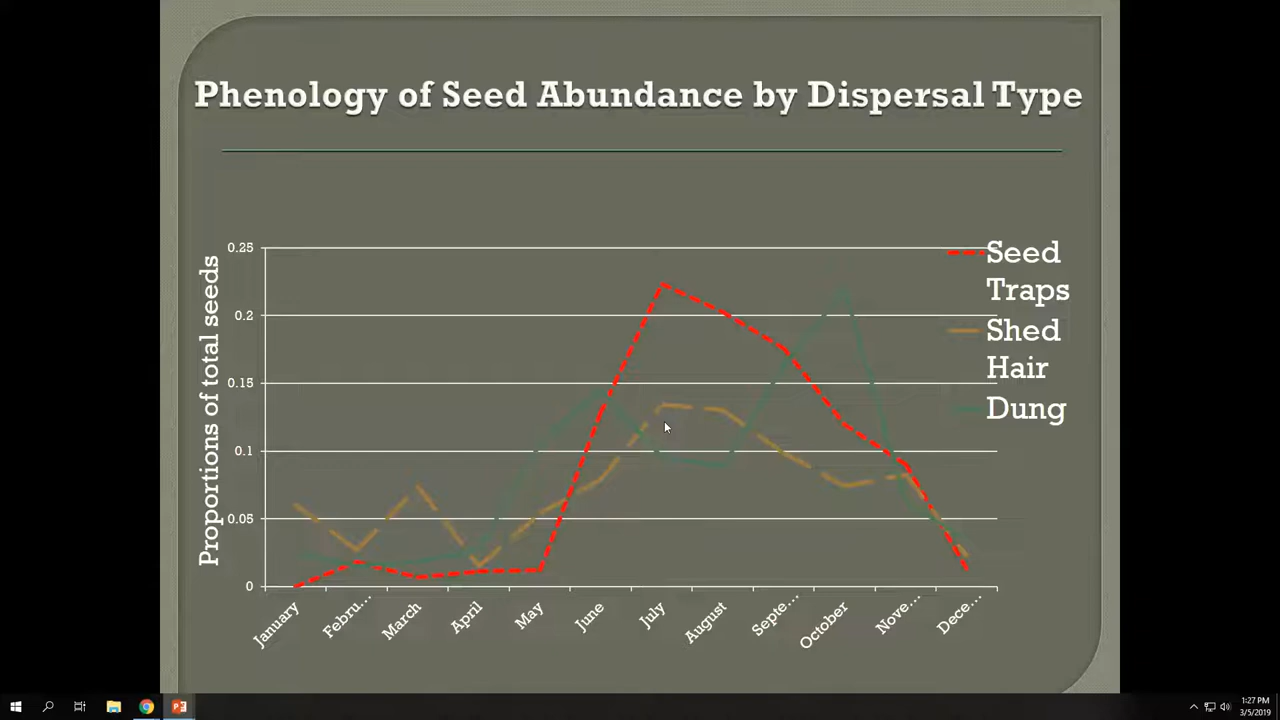 Phenology of Seed Abundance by Dispersal Type
Proportions of total seeds
0.25
0.2
0.15
0.1
0.05
0
January
Febru...
March
April
May
June
July
August
Septe...
October
Nove...
Dece...
Seed
Traps
Shed
Hair
Dung
1:27 PM
3/5/2019